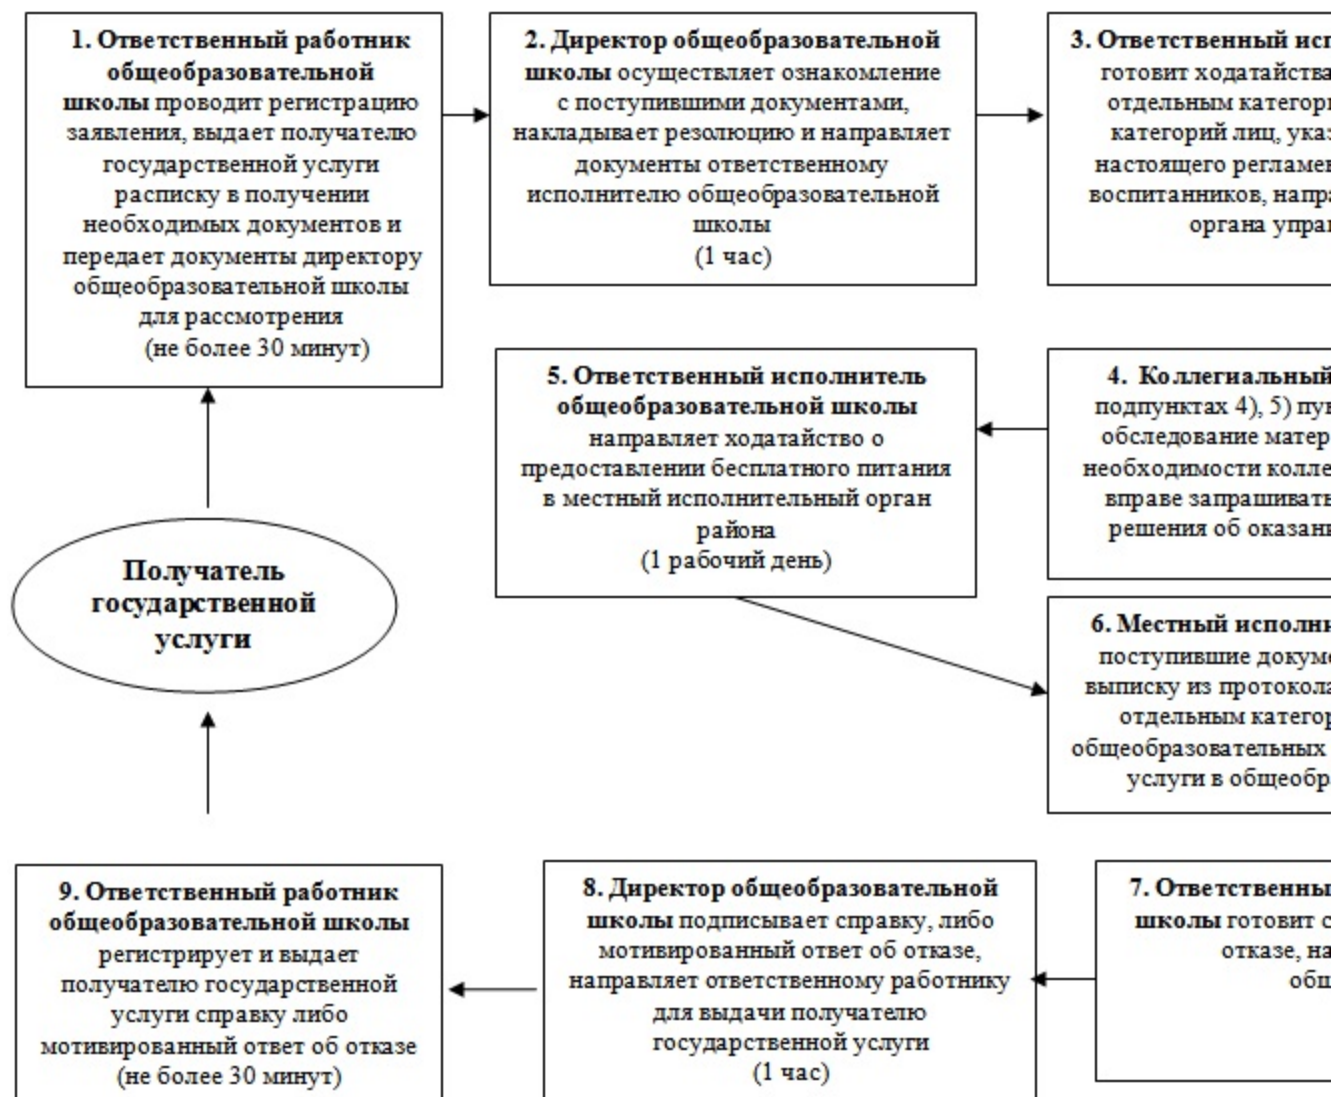 1. Ответственный работник
общеобразовательной
школы проводит регистрацию
заявления, выдает получателю
государственной услуги
расписку в получении
необходимых документов и
передает документы директору
общеобразовательной школы
для рассмотрения
(не более 30 минут)
2. Директор общеобразовательной
школы осуществляет ознакомление
с поступившими документами,
накладывает резолюцию и направляет
документы ответственному
исполнителю общеобразовательной
школы
(1 час)
3. Ответственный исп
готовит ходатайства
отдельным категор
категорий лиц, указ
настоящего регламен
воспитанников, напра
органа упра
4. Коллегиальный
подпунктах 4), 5) пун
обследование матер
необходимости колле
вправе запрашивать
решения об оказани
5. Ответственный исполнитель
общеобразовательной школы
направляет ходатайство о
предоставлении бесплатного питания
в местный исполнительный орган
района
(1 рабочий день)
Получатель
государственной
услуги
6. Местный исполни
поступившие докуме
выписку из протокола
отдельным категор
общеобразовательных
услуги в общеобр
7. Ответственны
школы готовит с
отказе, на
общ
8. Директор общеобразовательной
школы подписывает справку, либо
мотивированный ответ об отказе,
направляет ответственному работнику
для выдачи получателю
государственной услуги
(1 час)
9. Ответственный работник
общеобразовательной школы
регистрирует и выдает
получателю государственной
услуги справку либо
мотивированный ответ об отказе
(не более 30 минут)